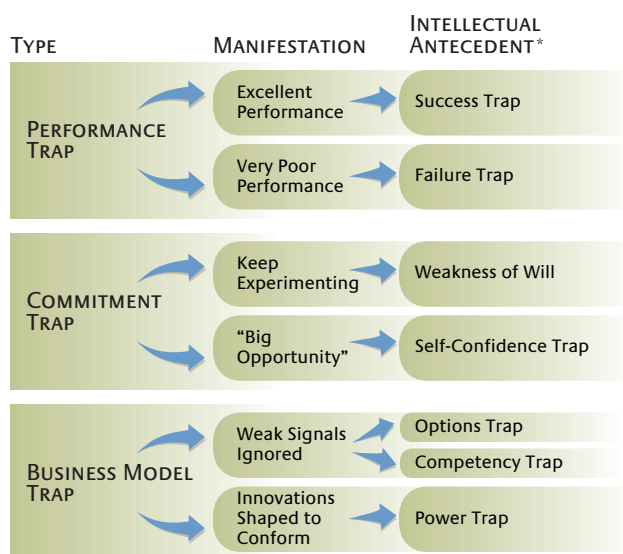 TYPE
MANIFESTATION
INTELLECTUAL
ANTECEDENT*
PERFORMANCE
TRAP
Excellent
Performance
Success Trap
Very Poor
Performance
Failure Trap
COMMITMENT
TRAP
Keep
Experimenting
Weakness of Will
“Big
Opportunity”
Self-Confidence Trap
BUSINESS MODEL
TRAP
Weak Signals
Ignored
Options Trap
Competency Trap
Innovations
Shaped to
Conform
Power Trap